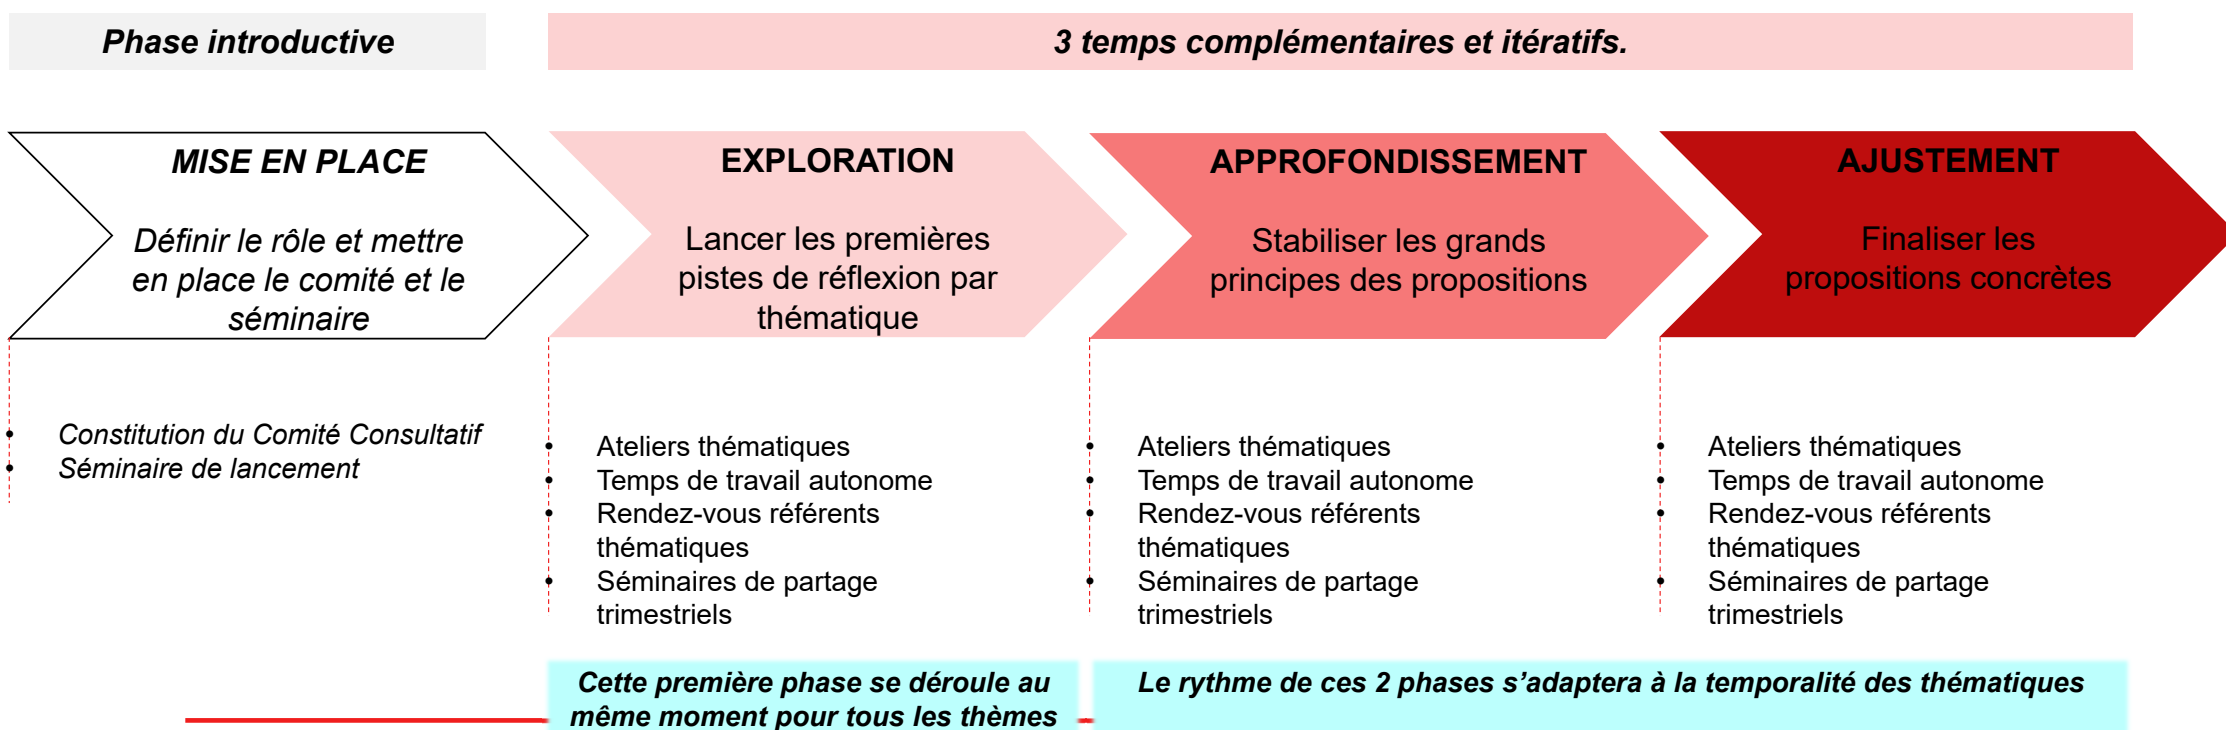 Phase introductive
3 temps complémentaires et itératifs.
MISE EN PLACE
Définir le rôle et mettre
en place le comité et le
séminaire
EXPLORATION
Lancer les premières
pistes de réflexion par
thématique
APPROFONDISSEMENT
Stabiliser les grands
principes des propositions
AJUSTEMENT
Finaliser les
propositions concrètes
• Constitution du Comité Consultatif
• Séminaire de lancement
• Ateliers thématiques
• Temps de travail autonome
• Rendez-vous référents
thématiques
• Séminaires de partage
trimestriels
• Ateliers thématiques
• Temps de travail autonome
• Rendez-vous référents
thématiques
• Séminaires de partage
trimestriels
• Ateliers thématiques
• Temps de travail autonome
• Rendez-vous référents
thématiques
• Séminaires de partage
trimestriels
Cette première phase se déroule au
même moment pour tous les thèmes
Le rythme de ces 2 phases s’adaptera à la temporalité des thématiques